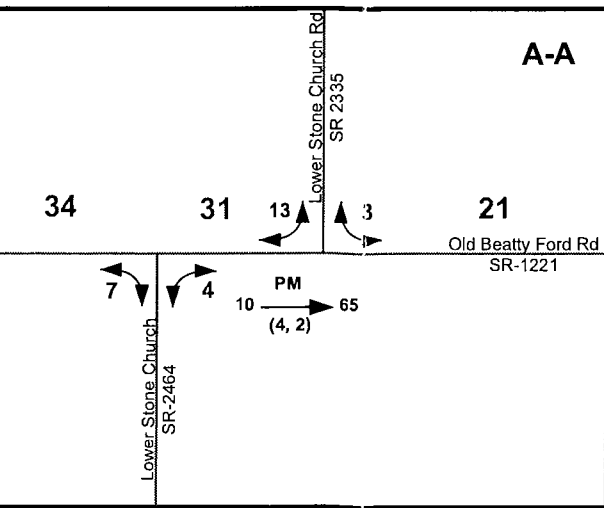 A-A
Lower Stone Church Rd
SR 2335
34
31
13
3
21
Old Beatty Ford Rd
SR-1221
7
4
PM
10
65
(4, 2)
Lower Stone Church
SR-2464